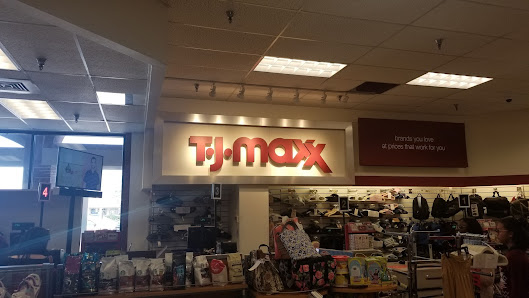 T·J·maxx
brands you love
at prices that work for you
4